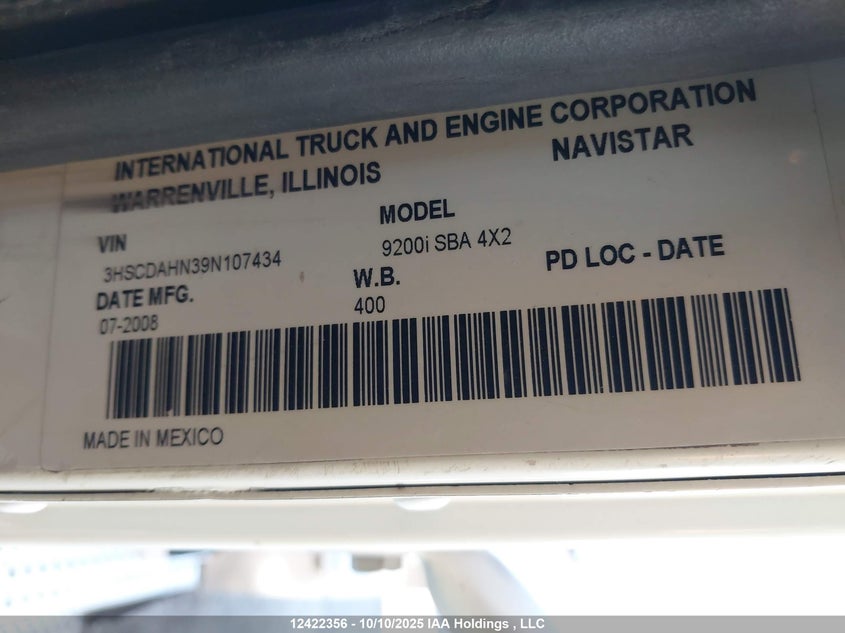 INTERNATIONAL TRUCK AND ENGINE CORPORATION
WARRENVILLE, ILLINOIS NAVISTAR
VIN MODEL
3HSCDAHN39N107434 9200i SBA 4X2
DATE MFG. W.B. PD LOC - DATE
07-2008 400
MADE IN MEXICO
12422356 - 10/10/2025 IAA Holdings , LLC